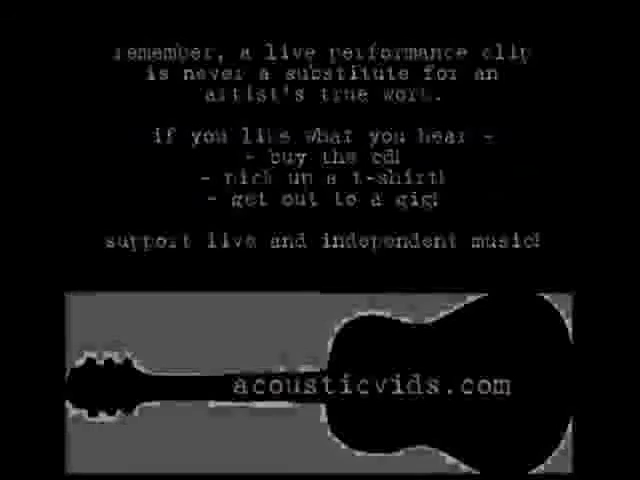 remember, a live performance clip
is never a substitute for an
artist's true work.
if you like what you hear -
- buy the cd!
- pick up a t-shirt!
- get out to a gig!
support live and independent music!
acousticvids.com